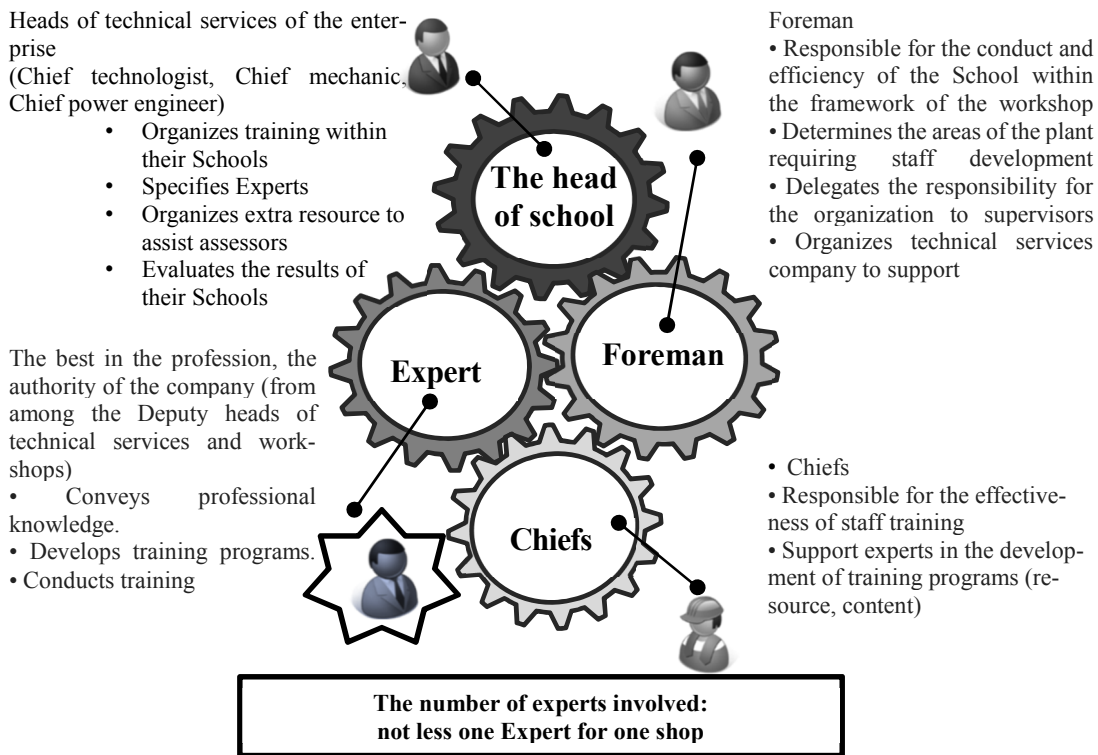 Heads of technical services of the enter-
prise
(Chief technologist, Chief mechanic,
Chief power engineer)
• Organizes training within
their Schools
• Specifies Experts
• Organizes extra resource to
assist assessors
• Evaluates the results of
their Schools
Foreman
• Responsible for the conduct and
efficiency of the School within
the framework of the workshop
• Determines the areas of the plant
requiring staff development
• Delegates the responsibility for
the organization to supervisors
• Organizes technical services
company to support
The head
of school
Expert
Foreman
Chiefs
The best in the profession, the
authority of the company (from
among the Deputy heads of
technical services and work-
shops)
• Conveys professional
knowledge.
• Develops training programs.
• Conducts training
• Chiefs
• Responsible for the effective-
ness of staff training
• Support experts in the develop-
ment of training programs (re-
source, content)
The number of experts involved:
not less one Expert for one shop